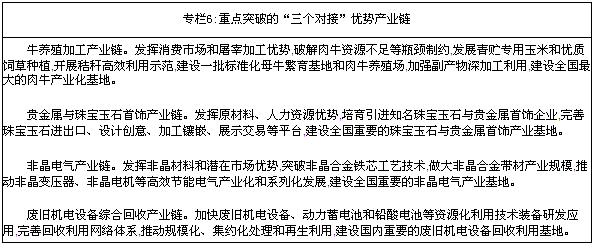 专栏6:重点突破的“三个对接”优势产业链
牛养殖加工产业链。发挥消费市场和屠宰加工优势,破解肉牛资源不足等瓶颈制约,发展青贮专用玉米和优质
饲草种植,开展秸秆高效利用示范,建设一批标准化母牛繁育基地和肉牛养殖场,加强副产物深加工利用,建设全国最
大的肉牛产业化基地。
贵金属与珠宝玉石首饰产业链。发挥原材料、人力资源优势,培育引进知名珠宝玉石与贵金属首饰企业,完善
珠宝玉石进出口、设计创意、加工镶嵌、展示交易等平台,建设全国重要的珠宝玉石与贵金属首饰产业基地。
非晶电气产业链。发挥非晶材料和潜在市场优势,突破非晶合金铁芯工艺技术,做大非晶合金带材产业规模,推
动非晶变压器、非晶电机等高效节能电气产业化和系列化发展,建设全国重要的非晶电气产业基地。
废旧机电设备综合回收产业链。加快废旧机电设备、动力蓄电池和铅酸电池等资源化利用技术装备研发应
用,完善回收利用网络体系,推动规模化、集约化处理和再生利用,建设国内重要的废旧机电设备回收利用基地。